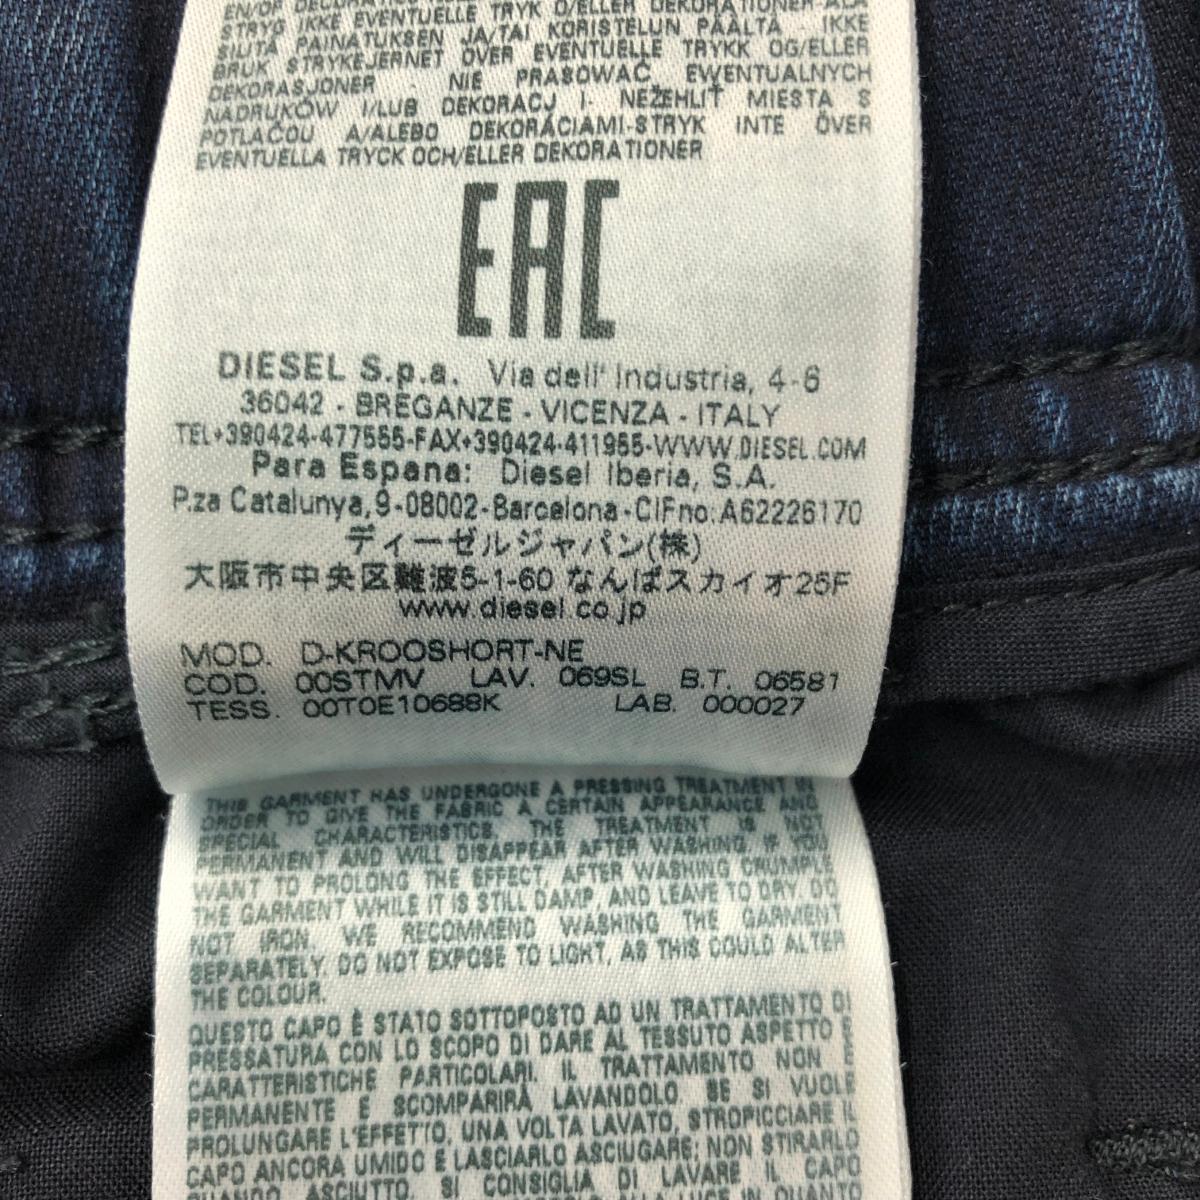 STRYG IKKE EVENTUELLE TRYK O/ELLER DEKORATIONER-ÄLÄ
SILITÄ PAINATUKSEN JA/TAI KORISTELUN PÄÄLTÄ - IKKE
BRUK STRYKEJERNET OVER EVENTUELLE TRYKK OG/ELLER
DEKORASJONER - NIE PRASOWAĆ EWENTUALNYCH
NADRUKÓW I/LUB DEKORACJ I- NEŽEHLIŤ MIESTA S
POTLAČOU A/ALEBO DEKORÁCIAMI-STRYK INTE ÖVER
EVENTUELLA TRYCK OCH/ELLER DEKORATIONER
EAC
DIESEL S.p.a. Via dell' Industria, 4-6
36042 - BREGANZE - VICENZA - ITALY
TEL+390424-477555-FAX+390424-411955-WWW.DIESEL.COM
Para Espana: Diesel Iberia, S.A.
P.za Catalunya,9-08002-Barcelona-CIFno:A62226170
ディーゼルジャパン(株)
大阪市中央区難波5-1-60 なんばスカイオ25F
www.diesel.co.jp
MOD. D-KROOSHORT-NE
COD. 00STMV LAV. 069SL B.T. 06581
TESS. 00T0E10688K LAB. 000027
THIS GARMENT HAS UNDERGONE A PRESSING TREATMENT IN
ORDER TO GIVE THE FABRIC A CERTAIN APPEARANCE AND
SPECIAL CHARACTERISTICS. THE TREATMENT IS NOT
PERMANENT AND WILL DISAPPEAR AFTER WASHING. IF YOU
WANT TO PROLONG THE EFFECT, AFTER WASHING CRUMPLE
THE GARMENT WHILE IT IS STILL DAMP, AND LEAVE TO DRY. DO
NOT IRON. WE RECOMMEND WASHING THE GARMENT
SEPARATELY. DO NOT EXPOSE TO LIGHT, AS THIS COULD ALTER
THE COLOUR.
QUESTO CAPO È STATO SOTTOPOSTO AD UN TRATTAMENTO DI
PRESSATURA CON LO SCOPO DI DARE AL TESSUTO ASPETTO E
CARATTERISTICHE PARTICOLARI. IL TRATTAMENTO NON È
PERMANENTE E SCOMPARIRÀ LAVANDOLO. SE SI VUOLE
PROLUNGARE L'EFFETTO, UNA VOLTA LAVATO, STROPICCIARE IL
CAPO ANCORA UMIDO E LASCIARLO ASCIUGARE; NON STIRARLO
QUANDO ASCIUTTO. SI CONSIGLIA DI LAVARE IL CAPO